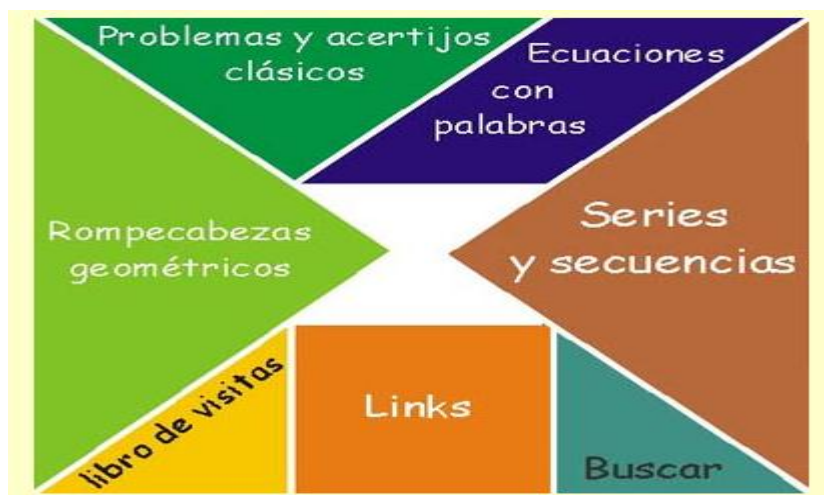 Problemas y acertijos
clásicos
Ecuaciones
con
palabras
Rompecabezas
geométricos
Series
y secuencias
libro de visitas
Links
Buscar